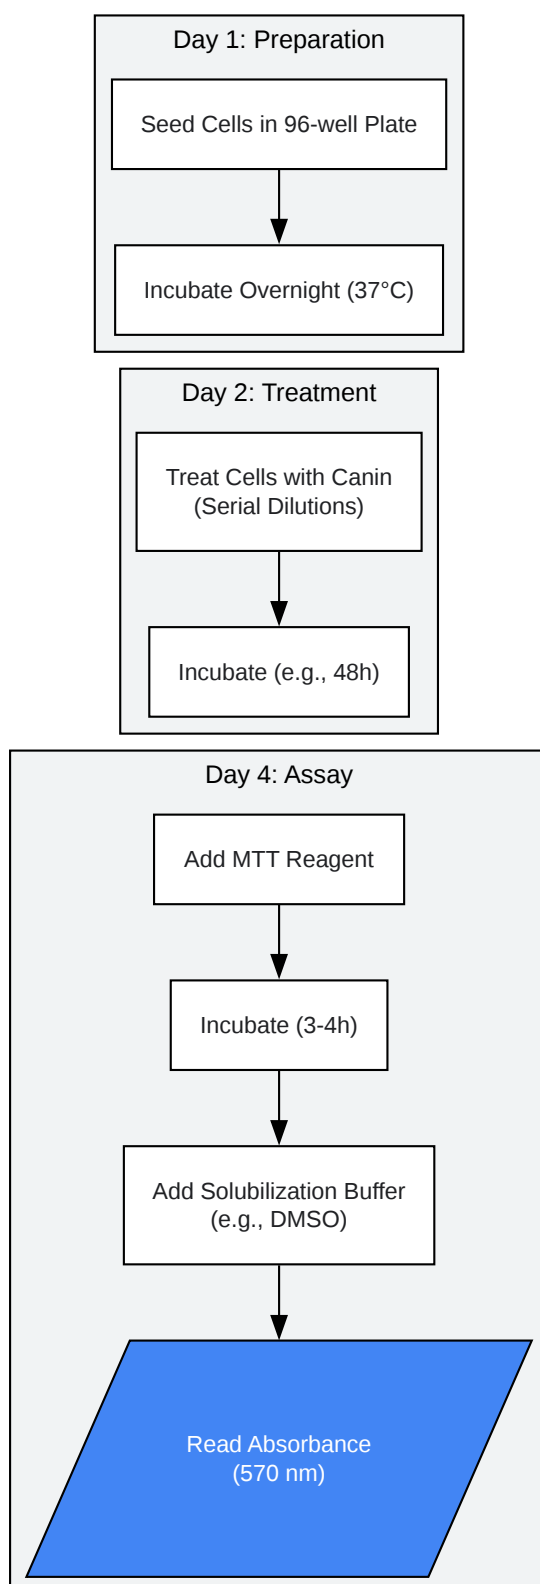 Day 1: Preparation
Seed Cells in 96-well Plate
Incubate Overnight (37°C)
Day 2: Treatment
Treat Cells with Canin
(Serial Dilutions)
Incubate (e.g., 48h)
Day 4: Assay
Add MTT Reagent
Incubate (3-4h)
Add Solubilization Buffer
(e.g., DMSO)
Read Absorbance
(570 nm)